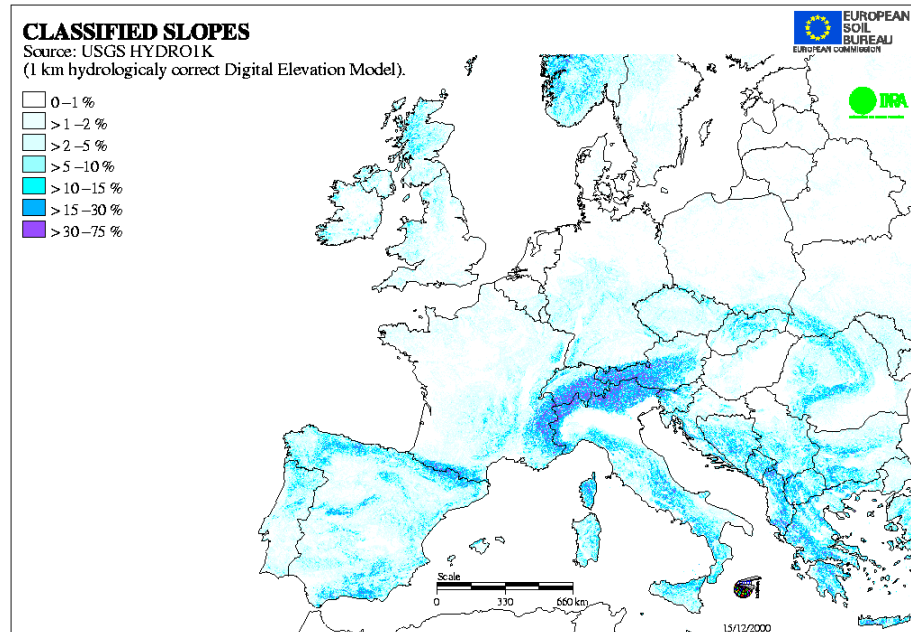 CLASSIFIED SLOPES
Source: USGS HYDRO1K
(1 km hydrologicaly correct Digital Elevation Model).
0–1 %
>1–2 %
>2–5 %
>5–10 %
>10–15 %
>15–30 %
>30–75 %
EUROPEAN
SOIL
BUREAU
EUROPEAN COMMISSION
INRA
Scale
0 330 660 km
15/12/2000